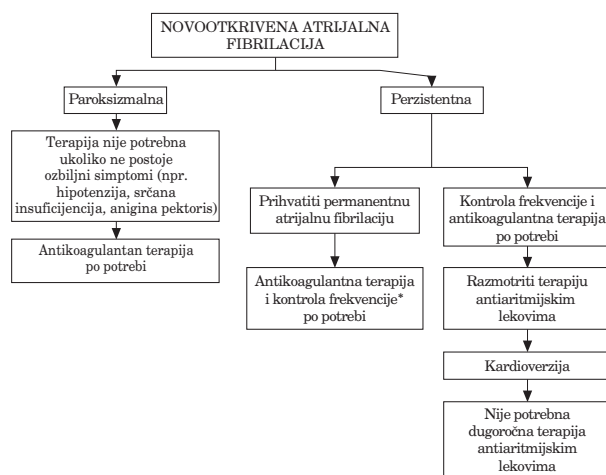 NOVOOTKRIVENA ATRIJALNA
FIBRILACIJA
Paroksizmalna
Perzistentna
Terapija nije potrebna
ukoliko ne postoje
ozbiljni simptomi (npr.
hipotenzija, srčana
insuficijencija, anigina pektoris)
Antikoagulantan terapija
po potrebi
Prihvatiti permanentnu
atrijalnu fibrilaciju
Antikoagulantna terapija
i kontrola frekvencije*
po potrebi
Kontrola frekvencije i
antikoagulantna terapija
po potrebi
Razmotriti terapiju
antiaritmijskim
lekovima
Kardioverzija
Nije potrebna
dugoročna terapija
antiaritmijskim
lekovima